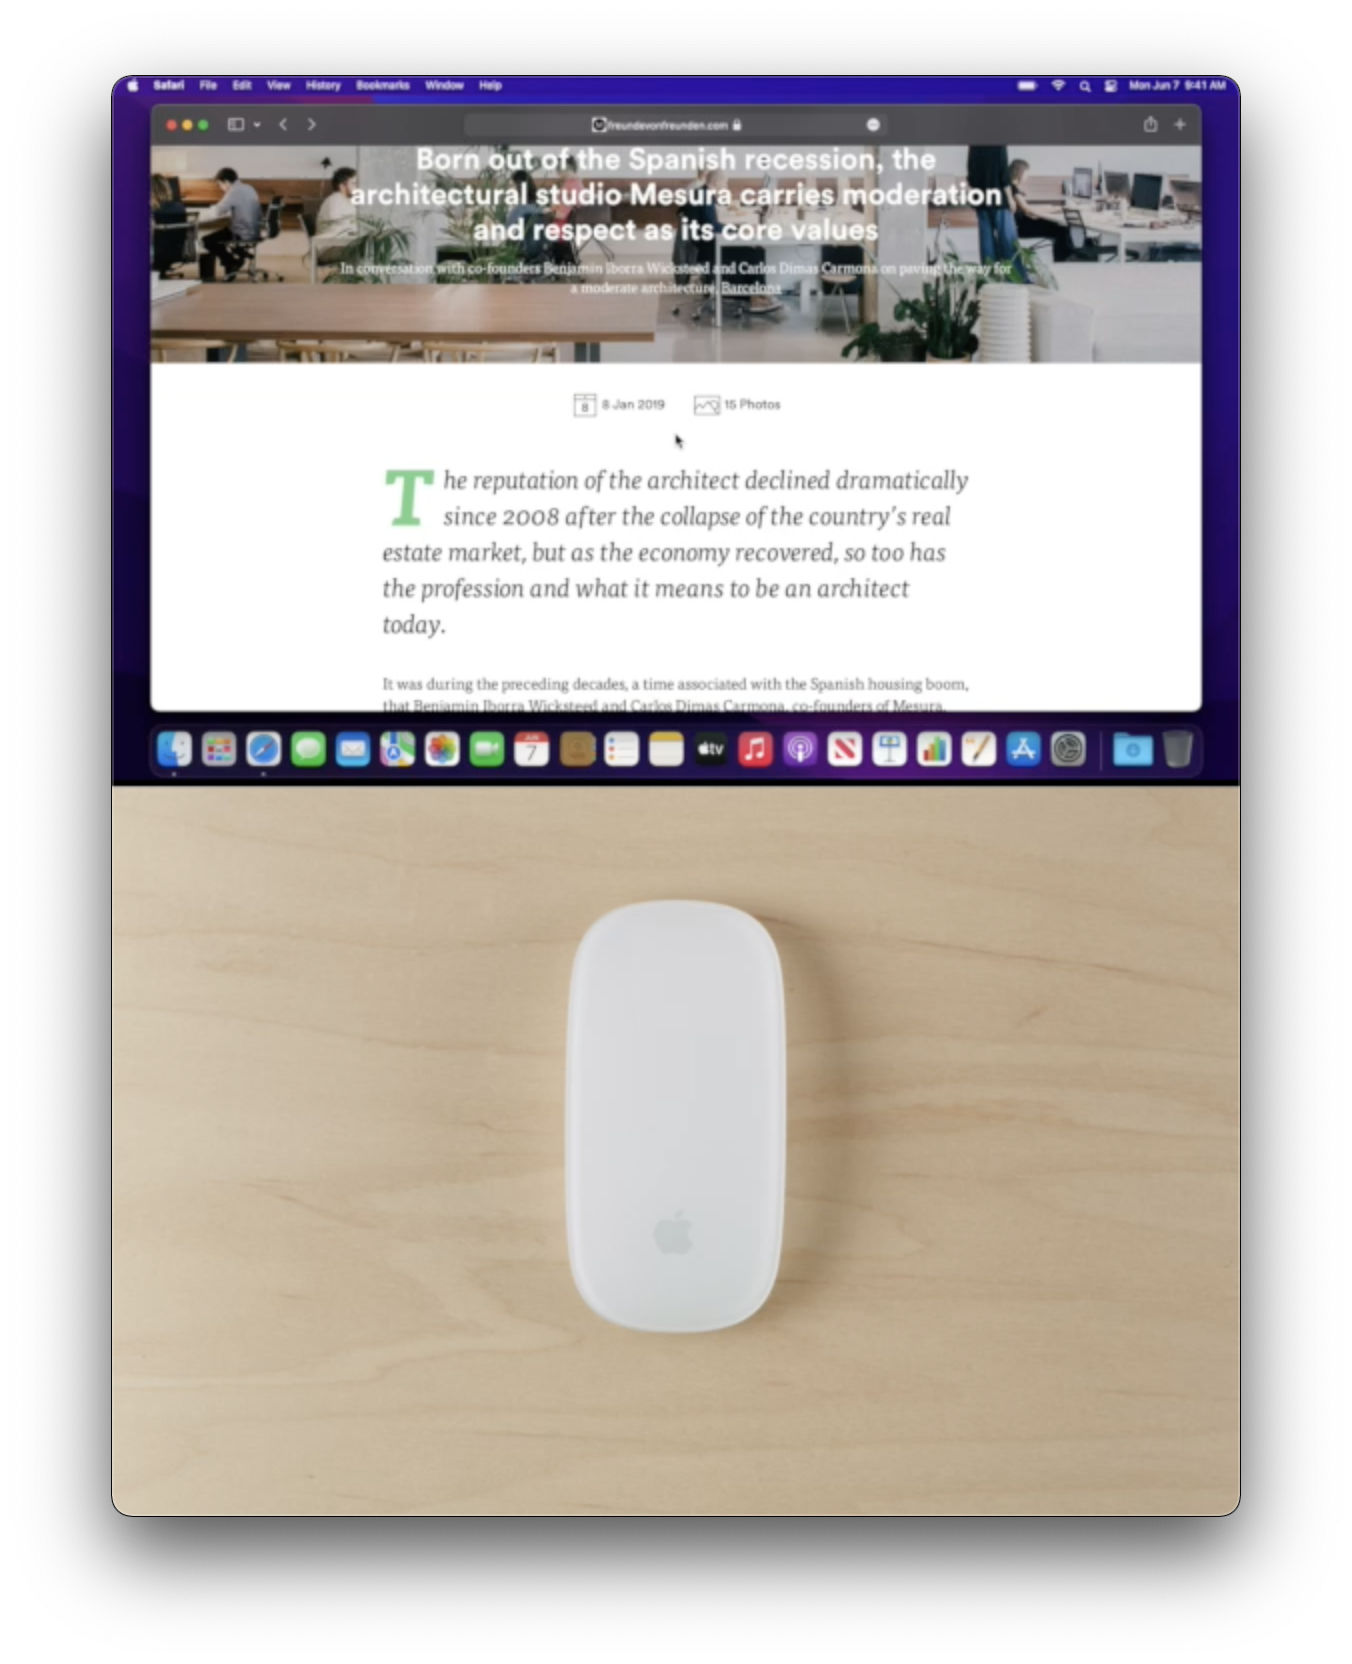 Safari File Edit View History Bookmarks Window Help Mon Jun 7 9:41 AM
freundevonfreunden.com
Born out of the Spanish recession, the
architectural studio Mesura carries moderation
and respect as its core values
In conversation with co-founders Benjamin Iborra Wicksteed and Carlos Dimas Carmona on paving the way for
a moderate architecture, Barcelona
8 8 Jan 2019 15 Photos
The reputation of the architect declined dramatically
since 2008 after the collapse of the country's real
estate market, but as the economy recovered, so too has
the profession and what it means to be an architect
today.
It was during the preceding decades, a time associated with the Spanish housing boom,
that Benjamin Iborra Wicksteed and Carlos Dimas Carmona, co-founders of Mesura,
JUN
7
tv